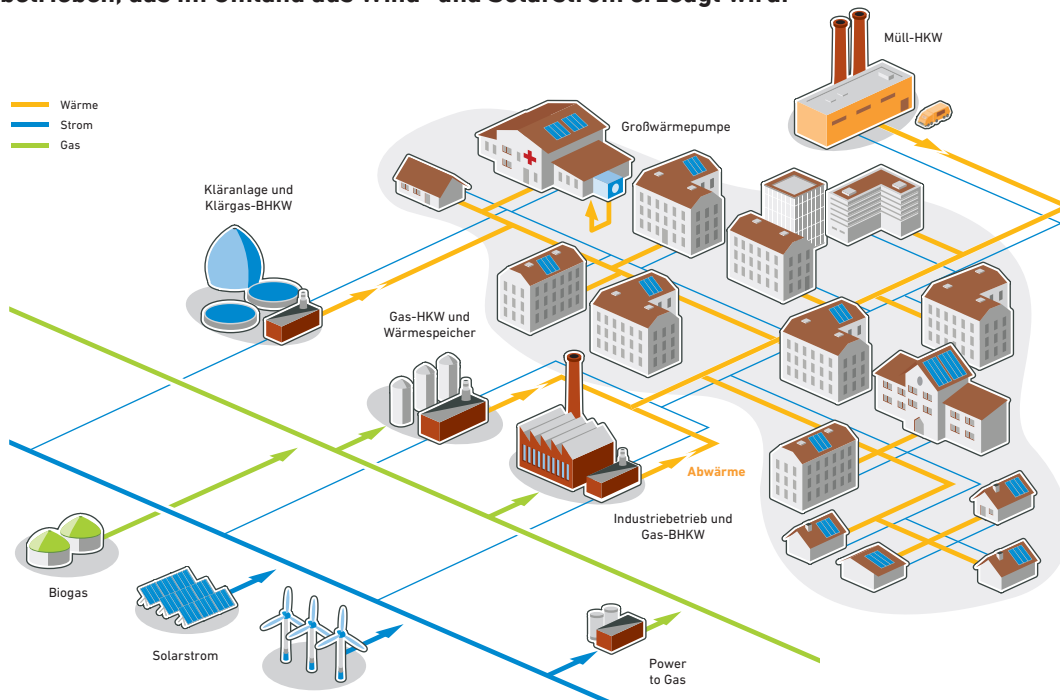 betrieben, das im Umland aus Wind- und Solarstrom erzeugt wird.
Müll-HKW
Wärme
Strom
Gas
Großwärmepumpe
Kläranlage und
Klärgas-BHKW
Gas-HKW und
Wärmespeicher
Abwärme
Industriebetrieb und
Gas-BHKW
Biogas
Solarstrom
Power
to Gas